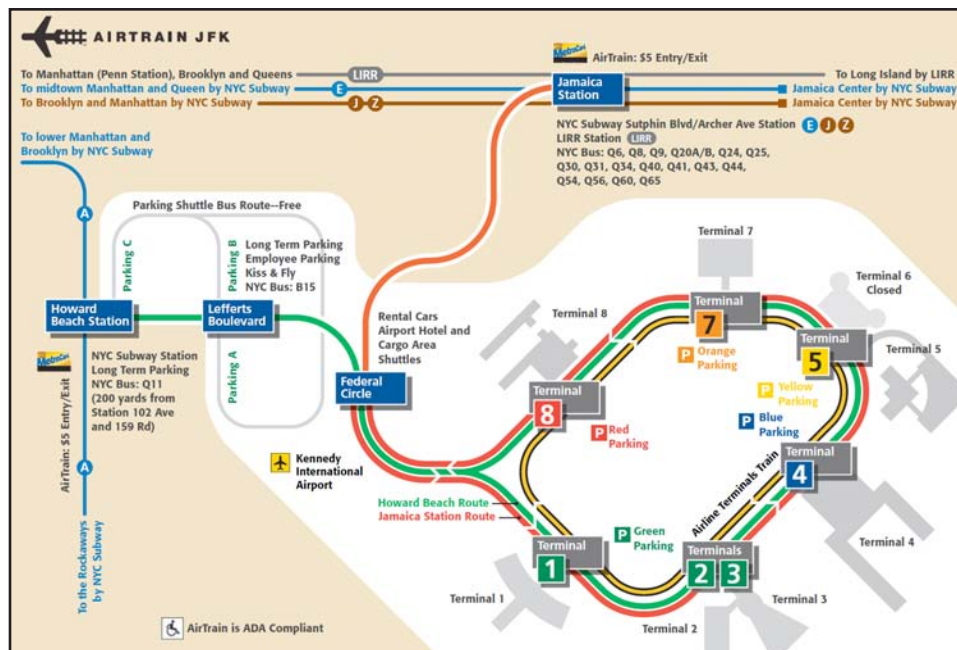 AIRTRAIN JFK
MetroCard
AirTrain: $5 Entry/Exit
To Manhattan (Penn Station), Brooklyn and Queens
LIRR
To Long Island by LIRR
To midtown Manhattan and Queen by NYC Subway
E
Jamaica Center by NYC Subway
To Brooklyn and Manhattan by NYC Subway
J Z
Jamaica Center by NYC Subway
Jamaica
Station
NYC Subway Sutphin Blvd/Archer Ave Station E J Z
LIRR Station LIRR
NYC Bus: Q6, Q8, Q9, Q20A/B, Q24, Q25,
Q30, Q31, Q34, Q40, Q41, Q43, Q44,
Q54, Q56, Q60, Q65
To lower Manhattan and
Brooklyn by NYC Subway
A
Parking Shuttle Bus Route--Free
Parking C
Parking B
Long Term Parking
Employee Parking
Kiss & Fly
NYC Bus: B15
Howard
Beach Station
Lefferts
Boulevard
Parking A
MetroCard
AirTrain: $5 Entry/Exit
NYC Subway Station
Long Term Parking
NYC Bus: Q11
(200 yards from
Station 102 Ave
and 159 Rd)
A
To the Rockaways
by NYC Subway
Rental Cars
Airport Hotel and
Cargo Area
Shuttles
Federal
Circle
Kennedy
International
Airport
Howard Beach Route
Jamaica Station Route
Terminal 7
Terminal
7
P Orange
Parking
Terminal 6
Closed
Terminal 8
Terminal
8
P Red
Parking
Terminal
5
Terminal 5
P Yellow
Parking
P Blue
Parking
Terminal
4
Terminal 4
Airline Terminals Train
P Green
Parking
Terminal
1
Terminal 1
Terminals
2 3
Terminal 3
Terminal 2
AirTrain is ADA Compliant